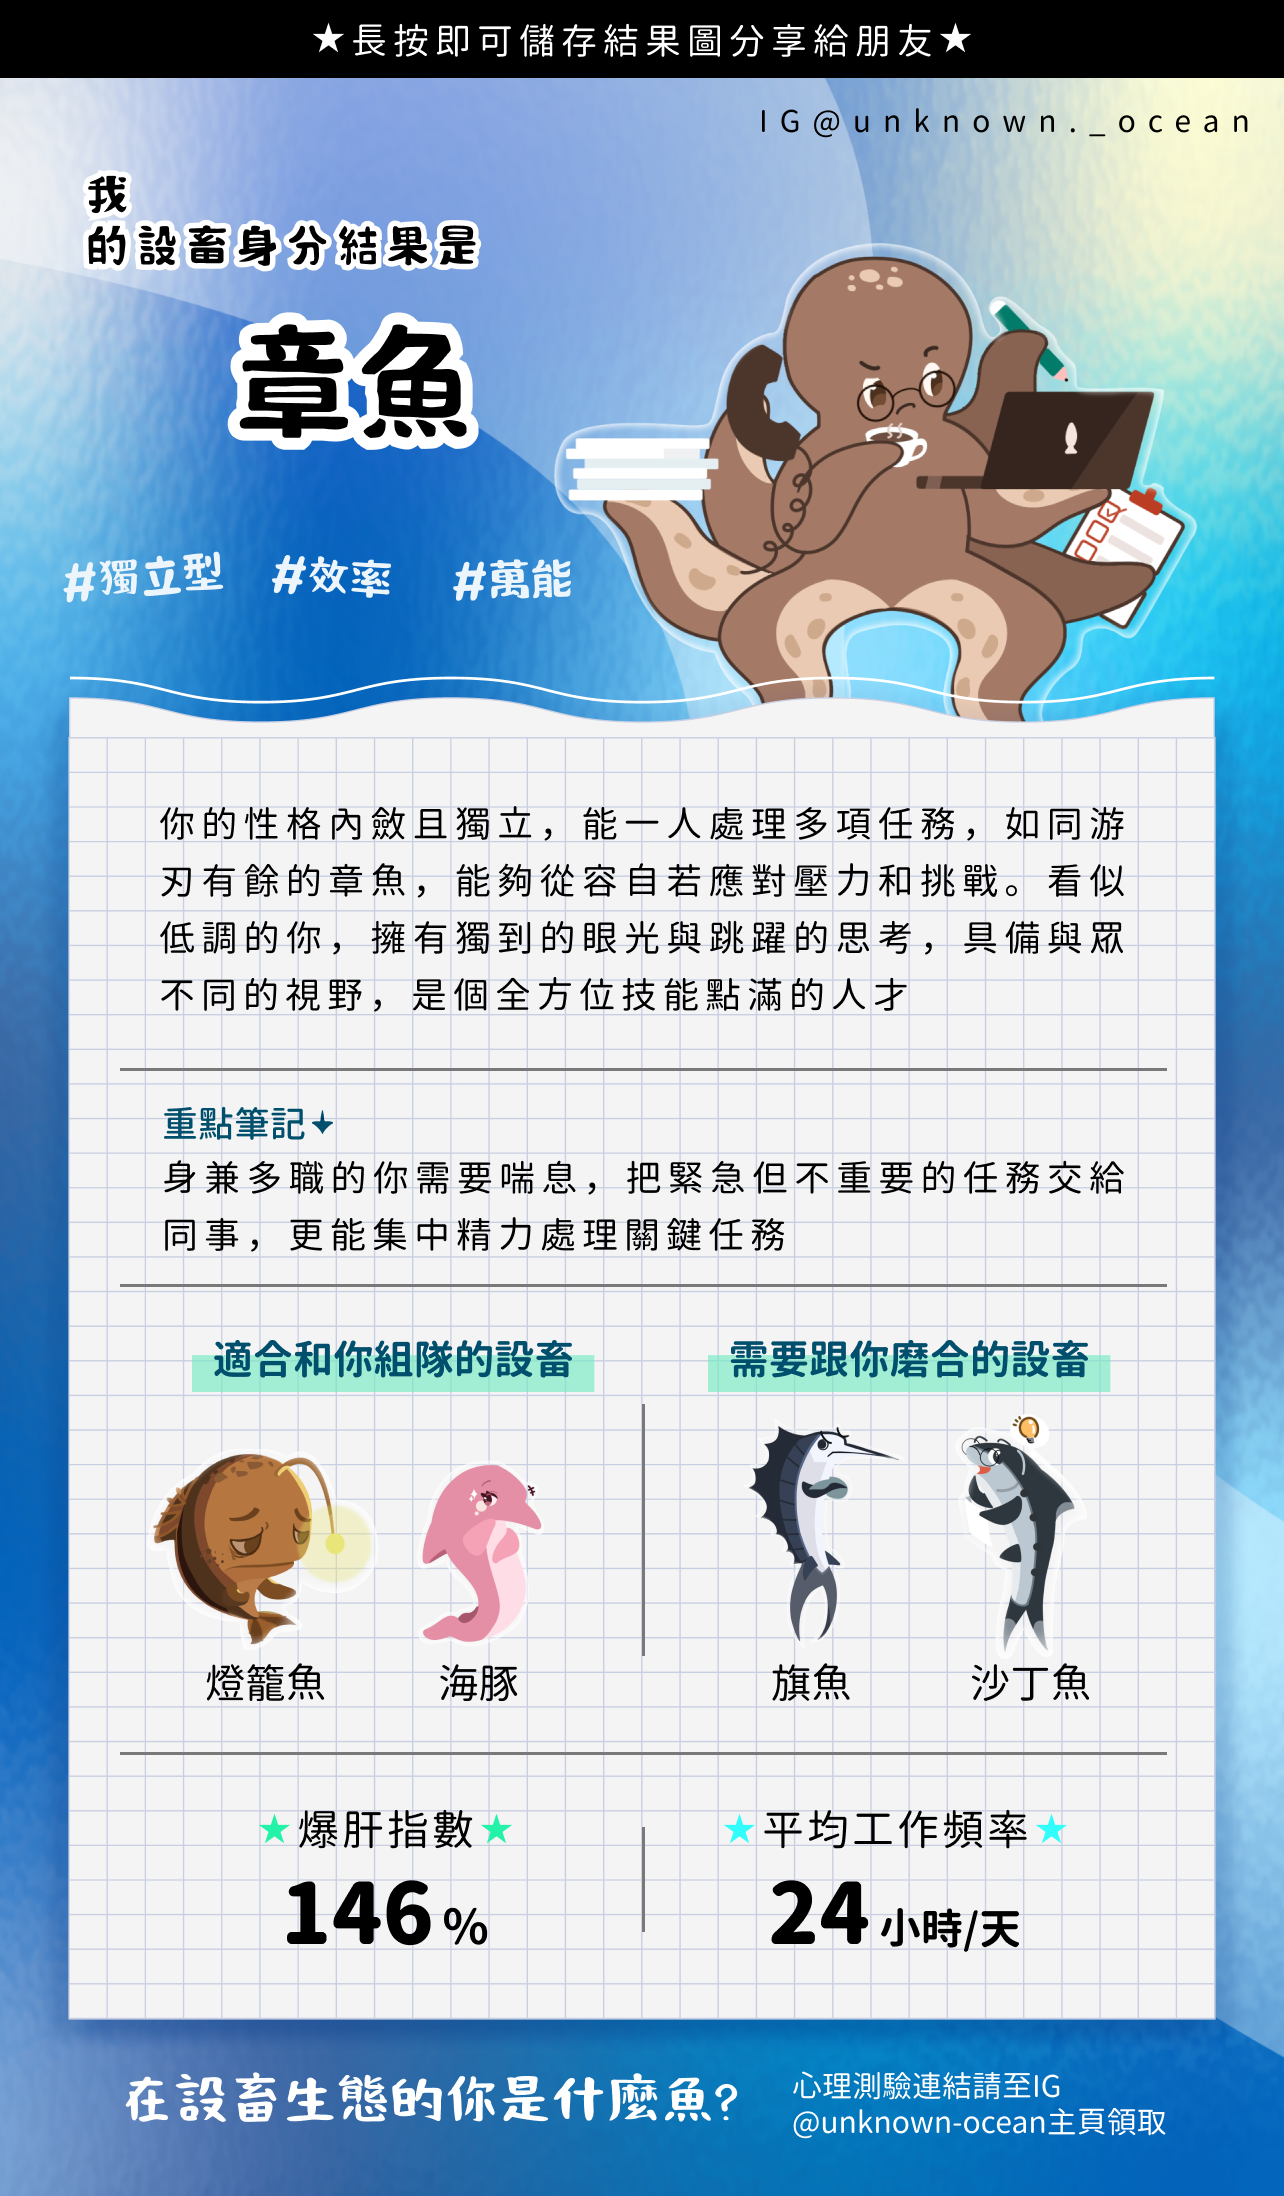 ★長按即可儲存結果圖分享給朋友★
IG@unknown._ocean
我
的設畜身分結果是
章魚
#獨立型 #效率 #萬能
你的性格內斂且獨立，能一人處理多項任務，如同游
刃有餘的章魚，能夠從容自若應對壓力和挑戰。看似
低調的你，擁有獨到的眼光與跳躍的思考，具備與眾
不同的視野，是個全方位技能點滿的人才
重點筆記✦
身兼多職的你需要喘息，把緊急但不重要的任務交給
同事，更能集中精力處理關鍵任務
適合和你組隊的設畜
燈籠魚 海豚
需要跟你磨合的設畜
旗魚 沙丁魚
★爆肝指數★
146 %
★平均工作頻率★
24 小時/天
在設畜生態的你是什麼魚?
心理測驗連結請至IG
@unknown-ocean主頁領取